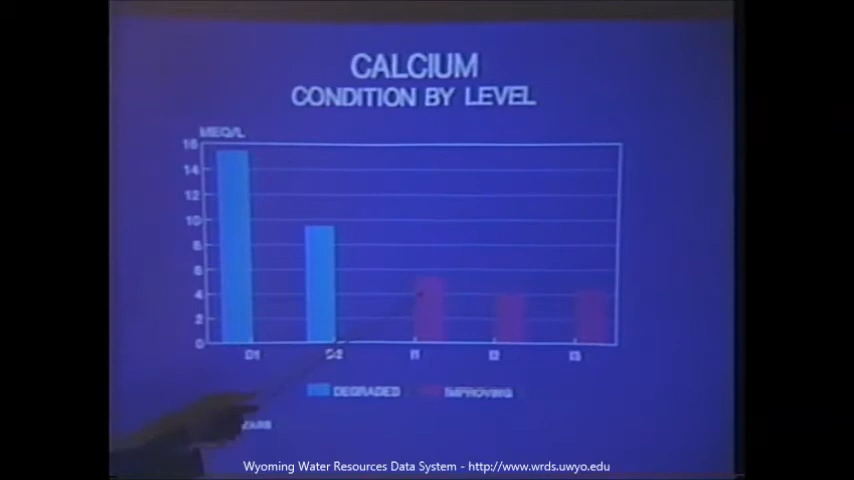 CALCIUM
CONDITION BY LEVEL
MEQ/L
16
14
12
10
8
6
4
2
0
D1 D2 I1 I2 I3
DEGRADED IMPROVING
Wyoming Water Resources Data System - http://www.wrds.uwyo.edu